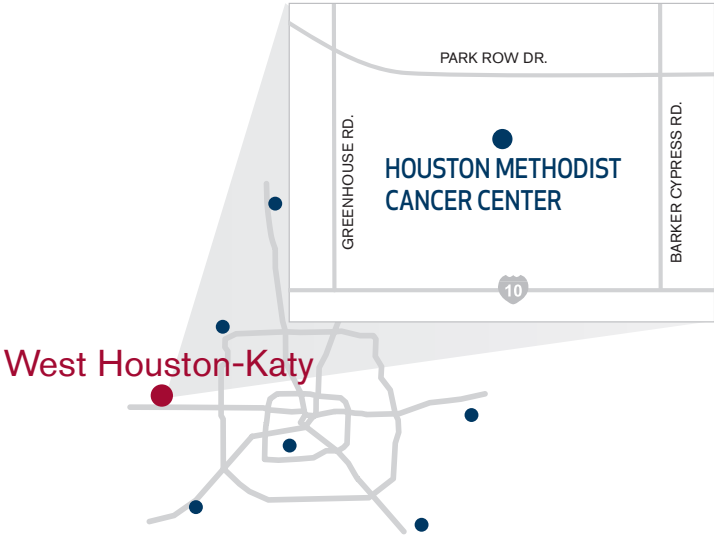 PARK ROW DR.
GREENHOUSE RD.
BARKER CYPRESS RD.
HOUSTON METHODIST
CANCER CENTER
10
West Houston-Katy